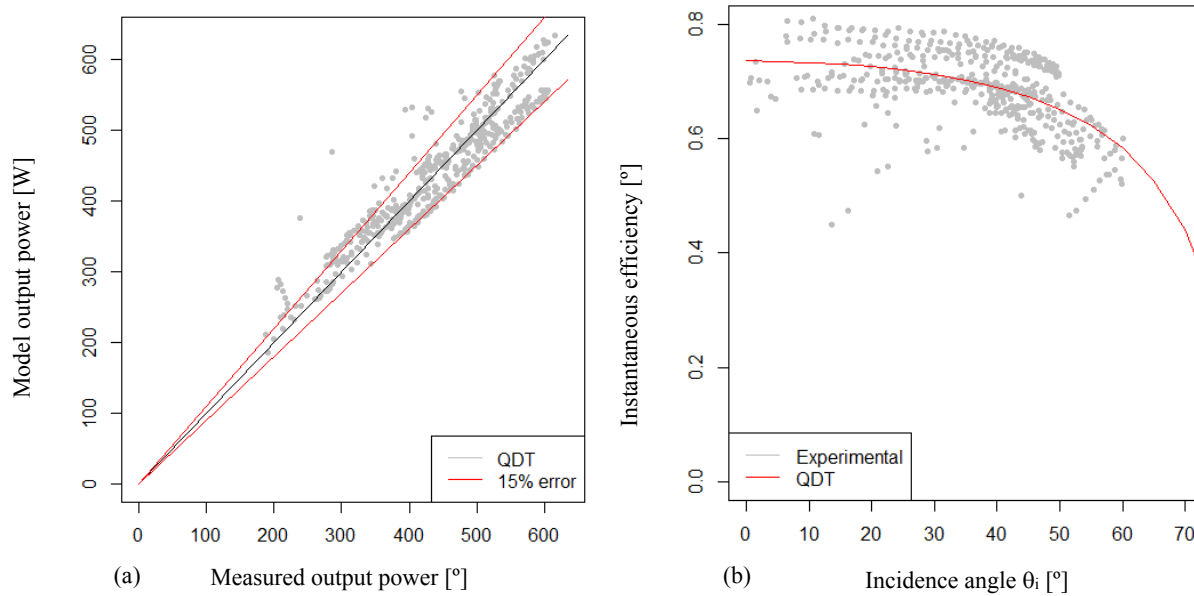 Model output power [W]
600
500
400
300
200
100
0
QDT
15% error
0 100 200 300 400 500 600
(a) Measured output power [º]
Instantaneous efficiency [º]
0.8
0.6
0.4
0.2
0.0
Experimental
QDT
0 10 20 30 40 50 60 70
(b) Incidence angle θi [º]